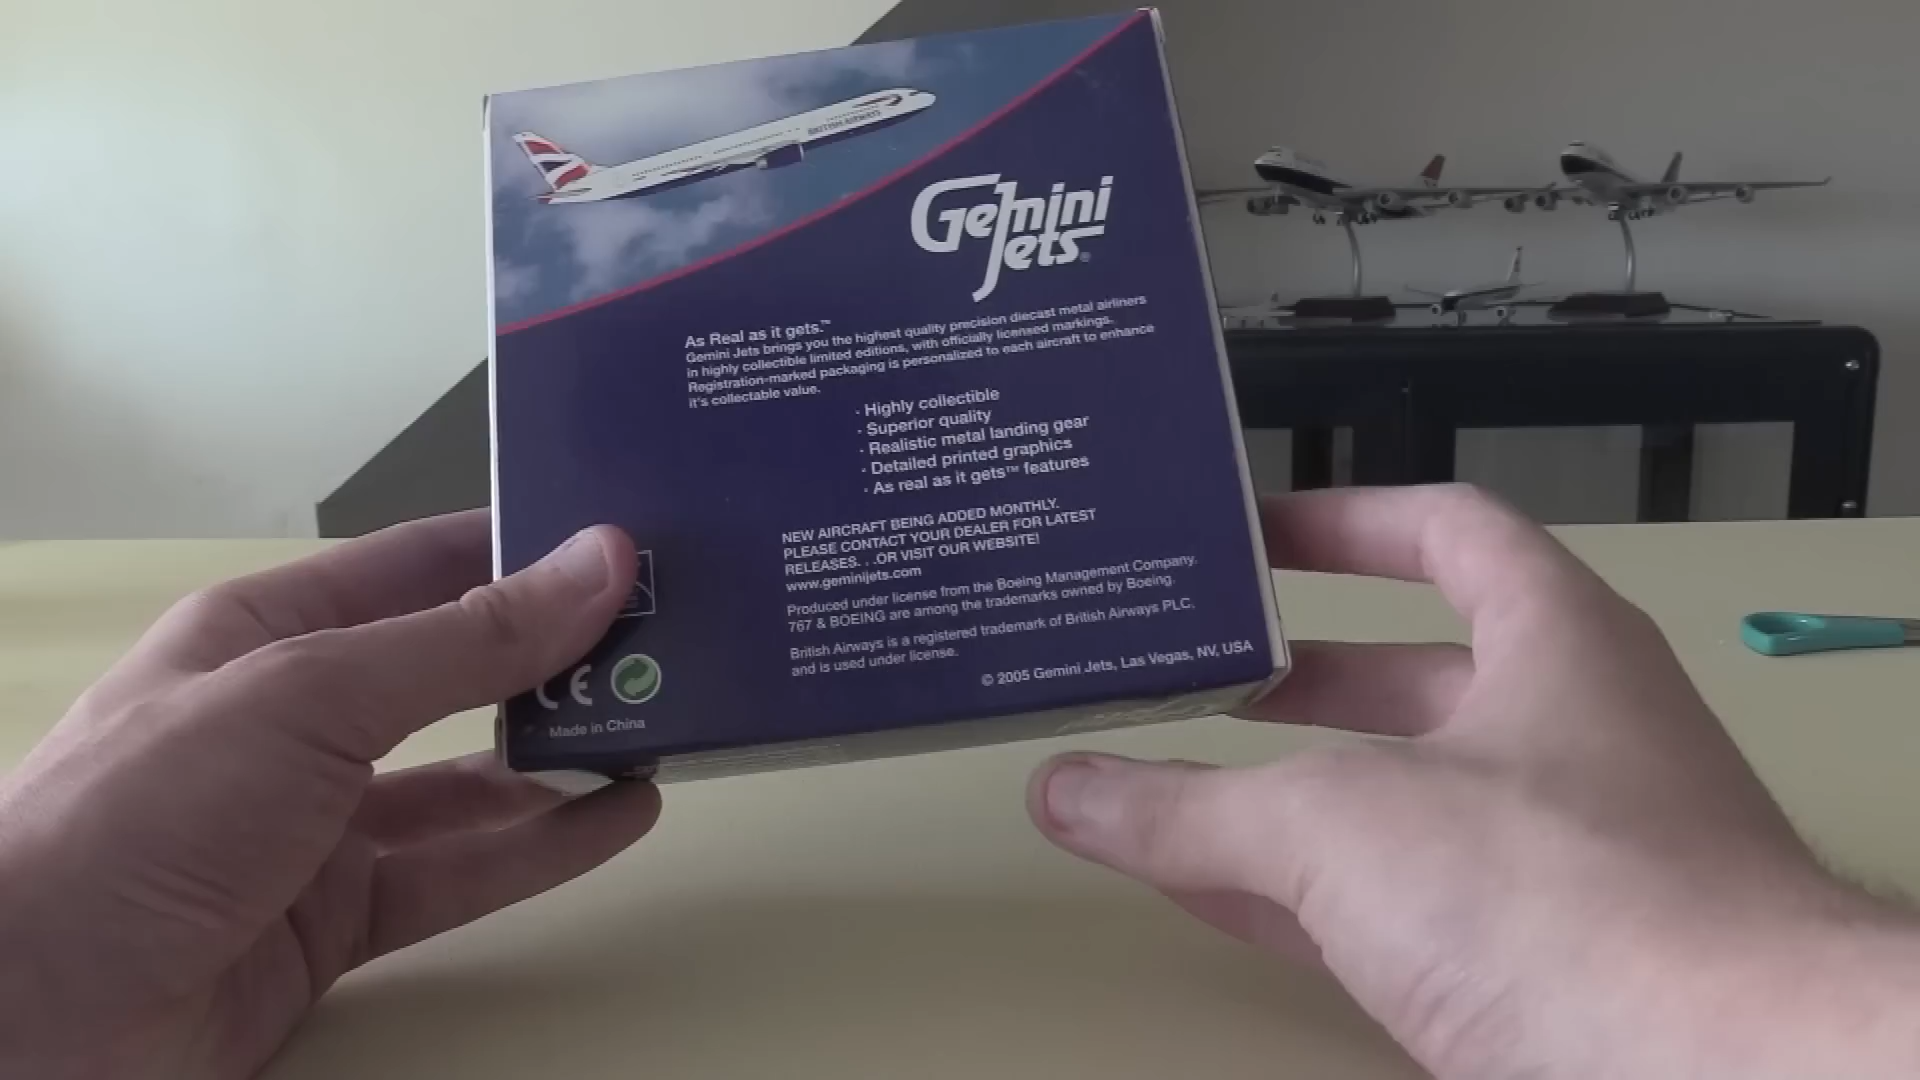 BRITISH AIRWAYS
Gemini
Jets®
As Real as it gets.™
Gemini Jets brings you the highest quality precision diecast metal airliners
in highly collectible limited editions, with officially licensed markings.
Registration-marked packaging is personalized to each aircraft to enhance
it's collectable value.
· Highly collectible
· Superior quality
· Realistic metal landing gear
· Detailed printed graphics
· As real as it gets™ features
NEW AIRCRAFT BEING ADDED MONTHLY.
PLEASE CONTACT YOUR DEALER FOR LATEST
RELEASES. . .OR VISIT OUR WEBSITE!
www.geminijets.com
Produced under license from the Boeing Management Company.
767 & BOEING are among the trademarks owned by Boeing.
British Airways is a registered trademark of British Airways PLC,
and is used under license.
© 2005 Gemini Jets, Las Vegas, NV, USA
CE
Made in China